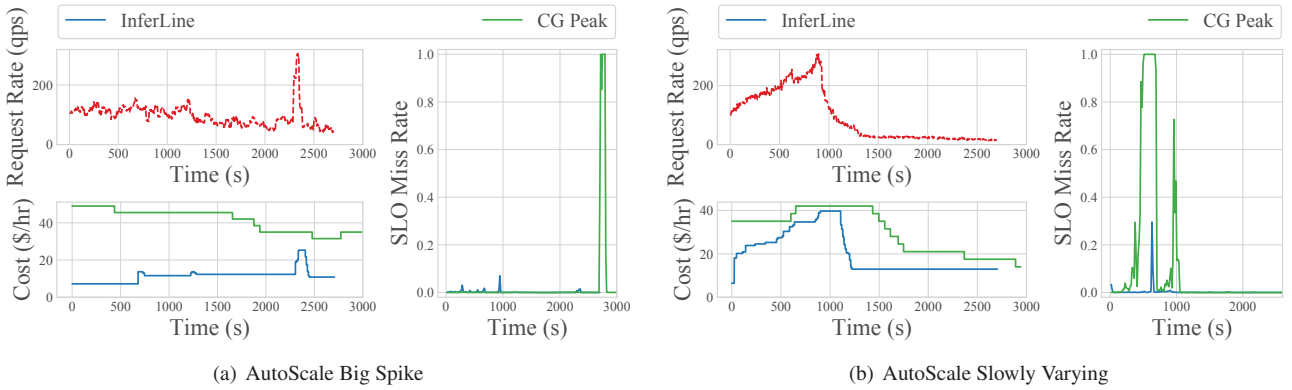 InferLine CG Peak
Request Rate (qps)
200
0
0 500 1000 1500 2000 2500 3000
Time (s)
Cost ($/hr)
40
20
0
0 500 1000 1500 2000 2500 3000
Time (s)
SLO Miss Rate
1.0
0.8
0.6
0.4
0.2
0.0
0 1000 2000 3000
Time (s)
(a) AutoScale Big Spike
InferLine CG Peak
Request Rate (qps)
200
0
0 500 1000 1500 2000 2500 3000
Time (s)
Cost ($/hr)
40
20
0
0 500 1000 1500 2000 2500 3000
Time (s)
SLO Miss Rate
1.0
0.8
0.6
0.4
0.2
0.0
0 1000 2000
Time (s)
(b) AutoScale Slowly Varying